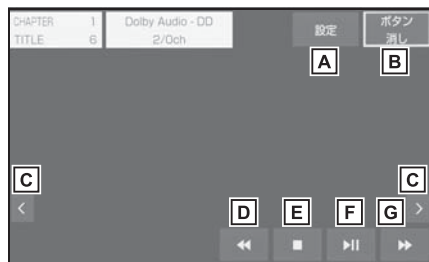 CHAPTER 1
TITLE 6
Dolby Audio - DD
2/0ch
設定
ボタン
消し
A
B
C
C
D
E
F
G